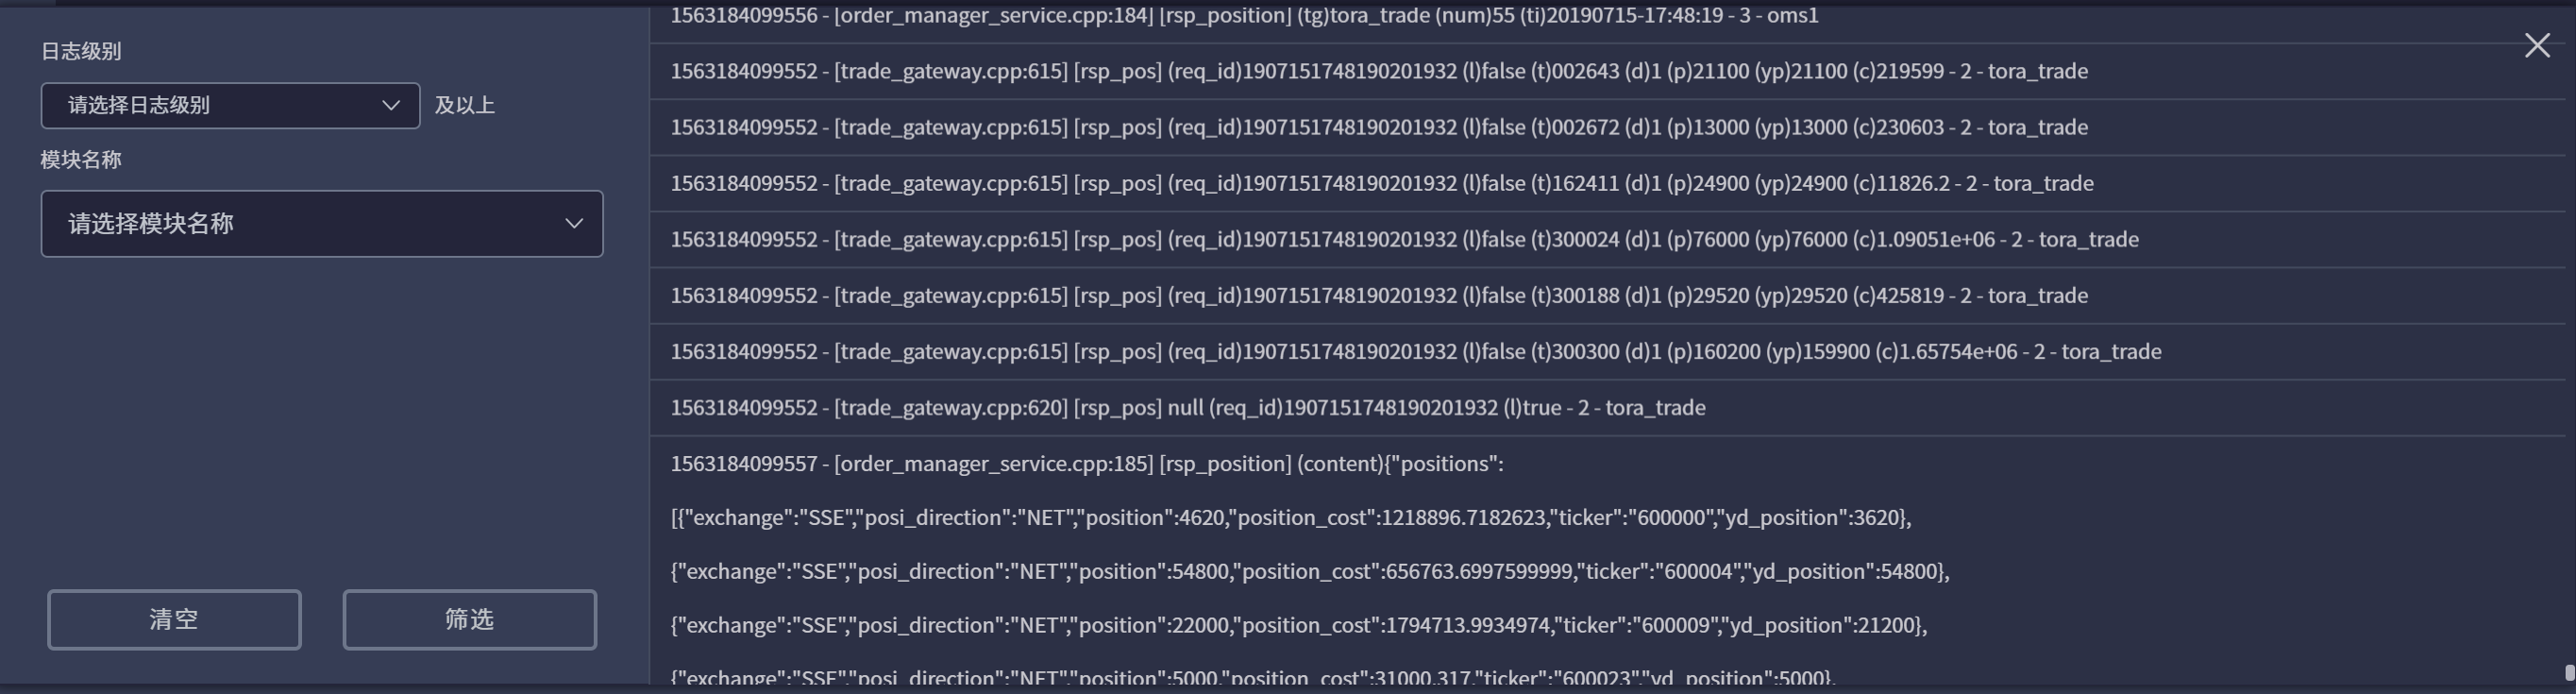 日志级别
请选择日志级别
及以上
模块名称
请选择模块名称
清空
筛选
1563184099556 - [order_manager_service.cpp:184] [rsp_position] (tg)tora_trade (num)55 (ti)20190715-17:48:19 - 3 - oms1
1563184099552 - [trade_gateway.cpp:615] [rsp_pos] (req_id)1907151748190201932 (l)false (t)002643 (d)1 (p)21100 (yp)21100 (c)219599 - 2 - tora_trade
1563184099552 - [trade_gateway.cpp:615] [rsp_pos] (req_id)1907151748190201932 (l)false (t)002672 (d)1 (p)13000 (yp)13000 (c)230603 - 2 - tora_trade
1563184099552 - [trade_gateway.cpp:615] [rsp_pos] (req_id)1907151748190201932 (l)false (t)162411 (d)1 (p)24900 (yp)24900 (c)11826.2 - 2 - tora_trade
1563184099552 - [trade_gateway.cpp:615] [rsp_pos] (req_id)1907151748190201932 (l)false (t)300024 (d)1 (p)76000 (yp)76000 (c)1.09051e+06 - 2 - tora_trade
1563184099552 - [trade_gateway.cpp:615] [rsp_pos] (req_id)1907151748190201932 (l)false (t)300188 (d)1 (p)29520 (yp)29520 (c)425819 - 2 - tora_trade
1563184099552 - [trade_gateway.cpp:615] [rsp_pos] (req_id)1907151748190201932 (l)false (t)300300 (d)1 (p)160200 (yp)159900 (c)1.65754e+06 - 2 - tora_trade
1563184099552 - [trade_gateway.cpp:620] [rsp_pos] null (req_id)1907151748190201932 (l)true - 2 - tora_trade
1563184099557 - [order_manager_service.cpp:185] [rsp_position] (content){"positions":
[{"exchange":"SSE","posi_direction":"NET","position":4620,"position_cost":1218896.7182623,"ticker":"600000","yd_position":3620},
{"exchange":"SSE","posi_direction":"NET","position":54800,"position_cost":656763.6997599999,"ticker":"600004","yd_position":54800},
{"exchange":"SSE","posi_direction":"NET","position":22000,"position_cost":1794713.9934974,"ticker":"600009","yd_position":21200},
{"exchange":"SSE","posi_direction":"NET","position":5000,"position_cost":31000.317,"ticker":"600023","yd_position":5000},